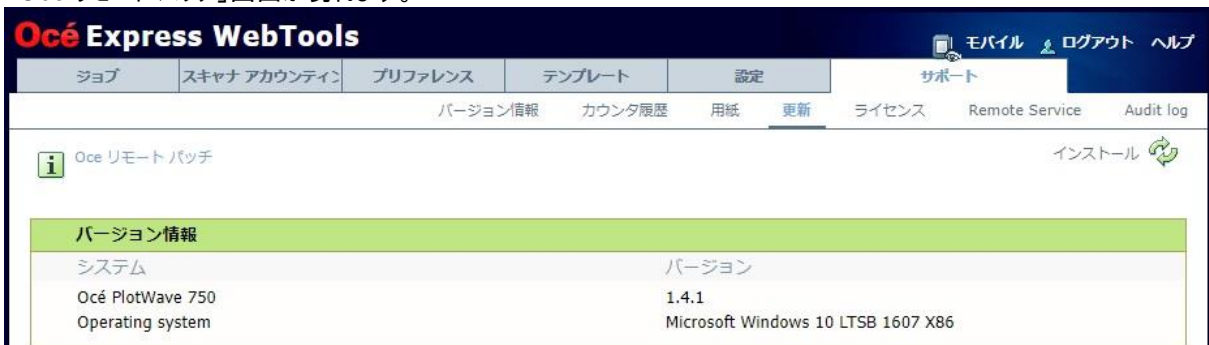 Océ Express WebTools
モバイル ログアウト ヘルプ
ジョブ スキャナ アカウンティン プリファレンス テンプレート 設定 サポート
バージョン情報 カウンタ履歴 用紙 更新 ライセンス Remote Service Audit log
Oce リモート パッチ インストール
バージョン情報
システム バージョン
Océ PlotWave 750 1.4.1
Operating system Microsoft Windows 10 LTSB 1607 X86